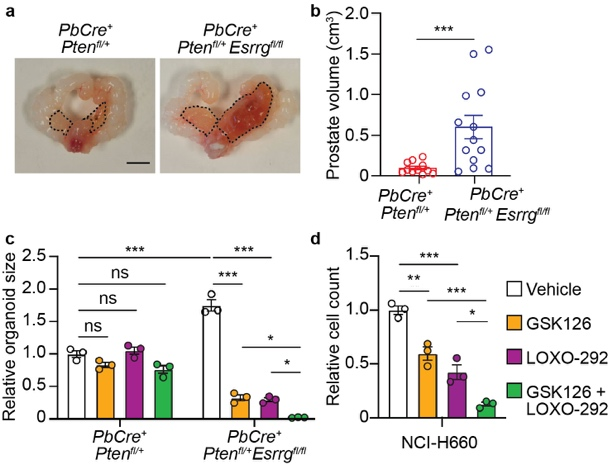 a
PbCre+
Ptenfl/+
PbCre+
Ptenfl/+ Esrrgfl/fl
b
Prostate volume (cm3)
2.0
1.5
1.0
0.5
0
***
PbCre+
Ptenfl/+
PbCre+
Ptenfl/+ Esrrgfl/fl
c
Relative organoid size
2.5
2.0
1.5
1.0
0.5
0
*** ***
ns ***
ns
ns
*
*
PbCre+
Ptenfl/+
PbCre+
Ptenfl/+Esrrgfl/fl
d
Relative cell count
1.5
1.0
0.5
0
***
** ***
*
NCI-H660
Vehicle
GSK126
LOXO-292
GSK126 +
LOXO-292